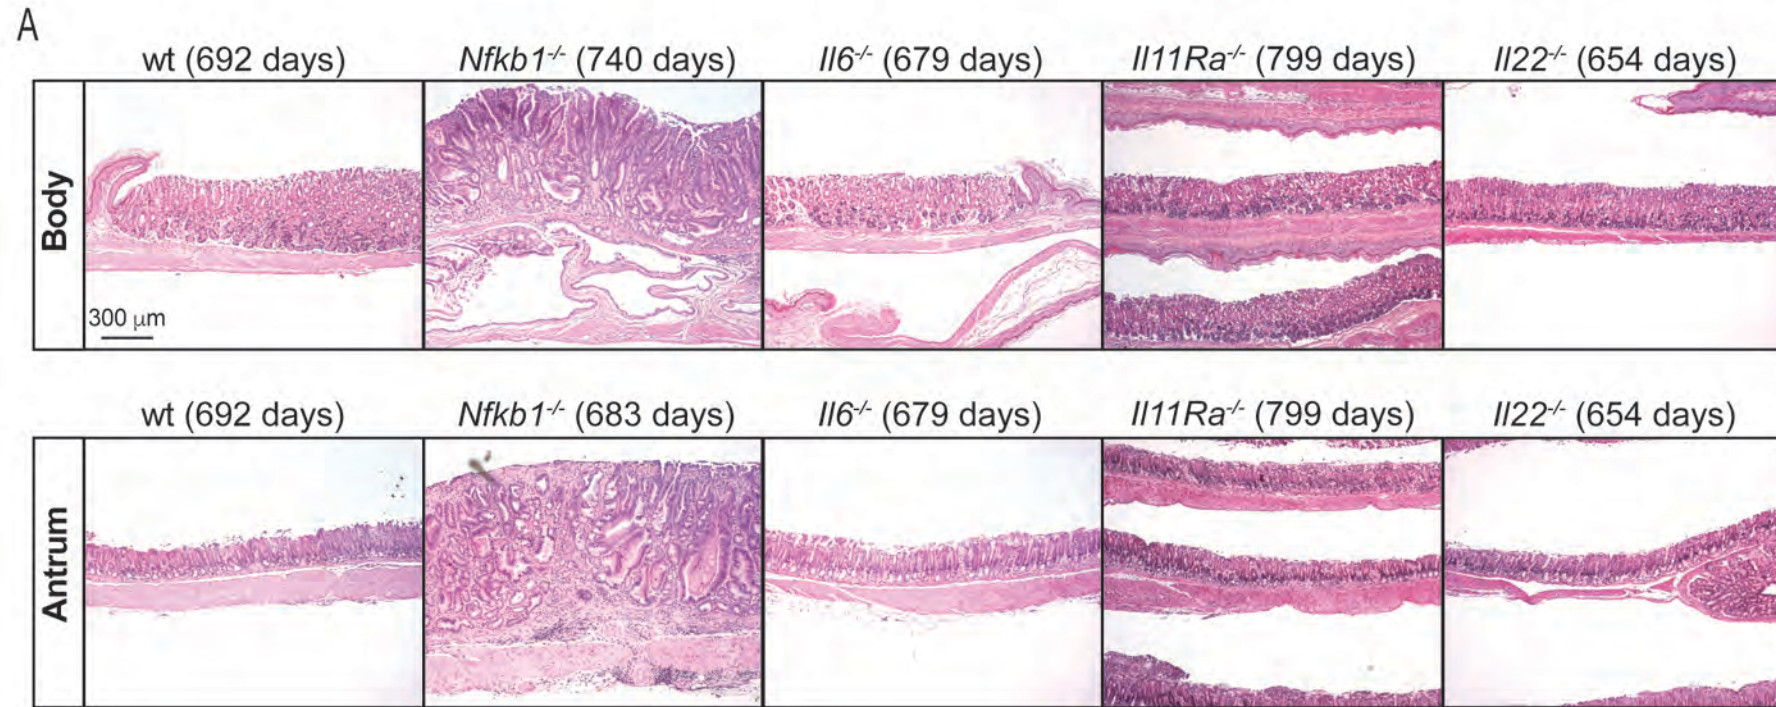 A
wt (692 days) Nfkb1-/- (740 days) Il6-/- (679 days) Il11Ra-/- (799 days) Il22-/- (654 days)
Body
300 μm
wt (692 days) Nfkb1-/- (683 days) Il6-/- (679 days) Il11Ra-/- (799 days) Il22-/- (654 days)
Antrum